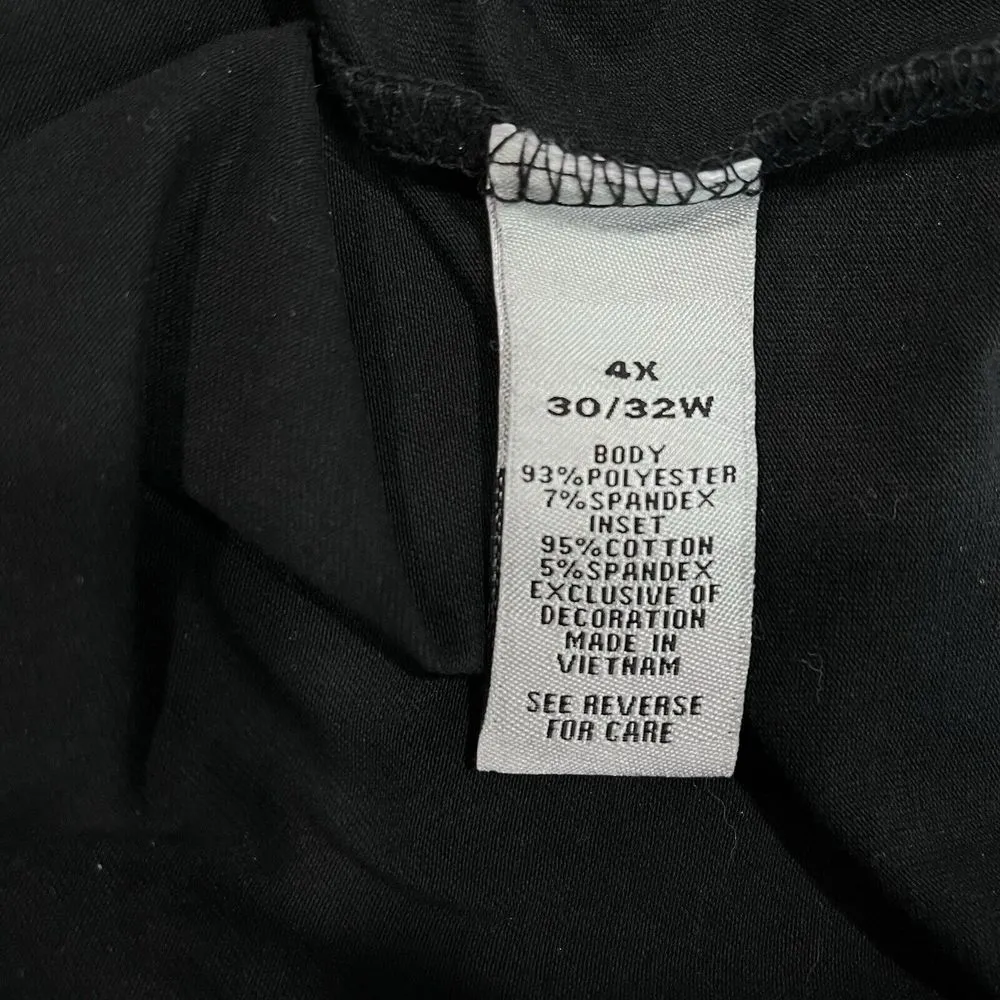 4X
30/32W
BODY
93%POLYESTER
7%SPANDEX
INSET
95%COTTON
5%SPANDEX
EXCLUSIVE OF
DECORATION
MADE IN
VIETNAM
SEE REVERSE
FOR CARE